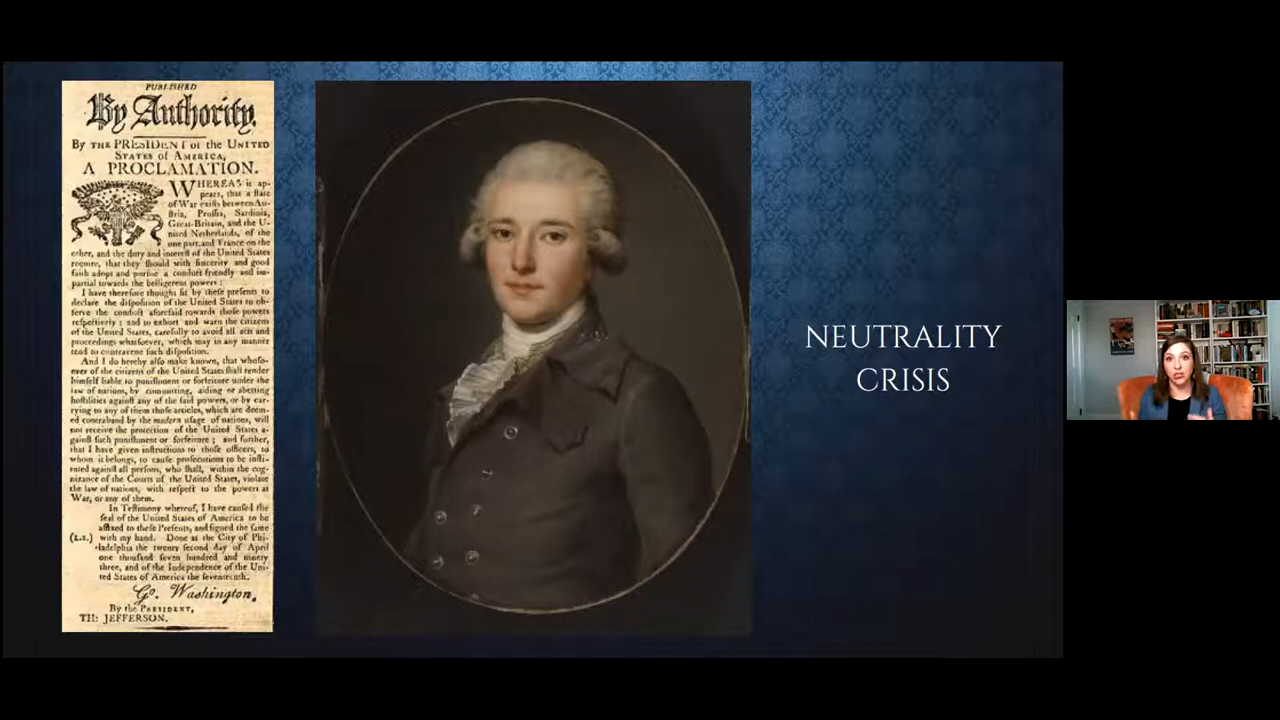 PUBLISHED
By Authority.
By the PRESIDENT of the United
States of America,
A PROCLAMATION.
WHEREAS it ap-
pears, that a ſtate
of War exiſts between Au-
ſtria, Pruſſia, Sardinia,
Great-Britain, and the U-
nited Netherlands, of the
one part, and France on the
other, and the duty and intereſt of the United States
require, that they ſhould with ſincerity and good
faith adopt and purſue a conduct friendly and im-
partial towards the belligerent powers:
I have therefore thought fit by theſe preſents to
declare the diſpoſition of the United States to ob-
ſerve the conduct aforeſaid towards thoſe powers
reſpectively; and to exhort and warn the citizens
of the United States, carefully to avoid all acts and
proceedings whatſoever, which may in any manner
tend to contravene ſuch diſpoſition.
And I do hereby alſo make known, that whoſo-
ever of the citizens of the United States ſhall render
himſelf liable to puniſhment or forfeiture under the
law of nations, by committing, aiding or abetting
hoſtilities againſt any of the ſaid powers, or by car-
rying to any of them thoſe articles, which are deem-
ed contraband by the modern uſage of nations, will
not receive the protection of the United States a-
gainſt ſuch puniſhment or forfeiture; and further,
that I have given inſtructions to thoſe officers, to
whom it belongs, to cauſe proſecutions to be inſti-
tuted againſt all perſons, who ſhall, within the cog-
nizance of the Courts of the United States, violate
the law of nations, with reſpect to the powers at
War, or any of them.
In Teſtimony whereof, I have cauſed the
ſeal of the United States of America to be
affixed to theſe Preſents, and ſigned the ſame
(L.S.) with my hand. Done at the City of Phi-
ladelphia the twenty ſecond day of April
one thouſand ſeven hundred and ninety
three, and of the Independence of the Uni-
ted States of America the ſeventeenth.
Go. Washington.
By the President,
TH: JEFFERSON.
NEUTRALITY
CRISIS